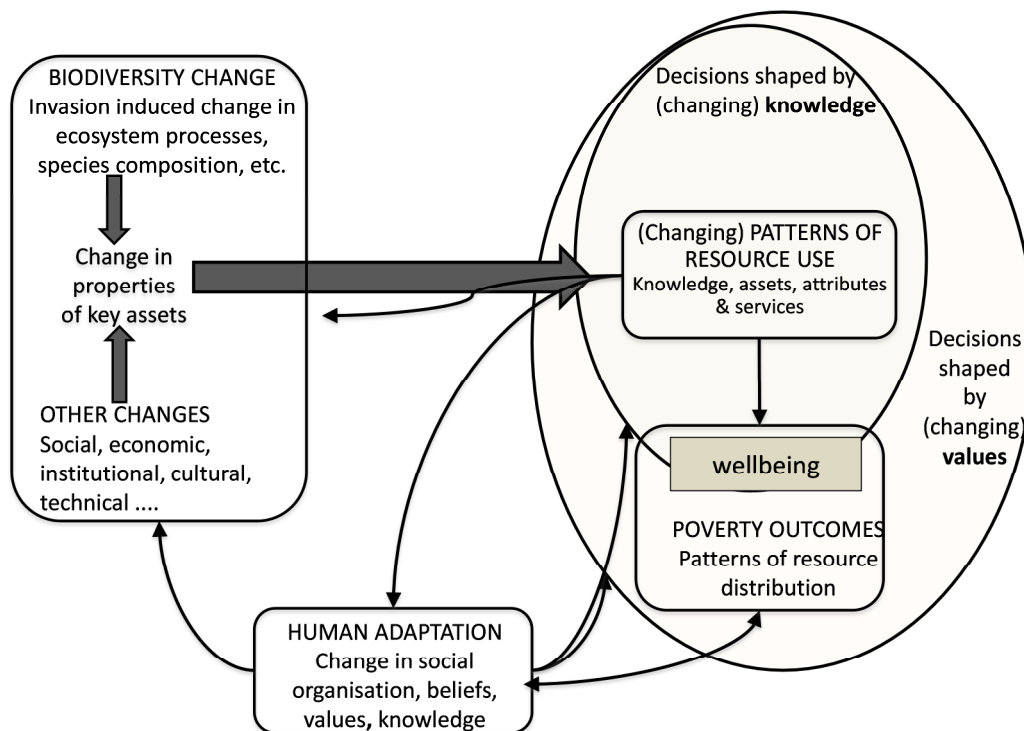 BIODIVERSITY CHANGE
Invasion induced change in
ecosystem processes,
species composition, etc.
Change in
properties
of key assets
OTHER CHANGES
Social, economic,
institutional, cultural,
technical ....
Decisions shaped by
(changing) knowledge
(Changing) PATTERNS OF
RESOURCE USE
Knowledge, assets, attributes
& services
Decisions
shaped
by
(changing)
values
wellbeing
POVERTY OUTCOMES
Patterns of resource
distribution
HUMAN ADAPTATION
Change in social
organisation, beliefs,
values, knowledge